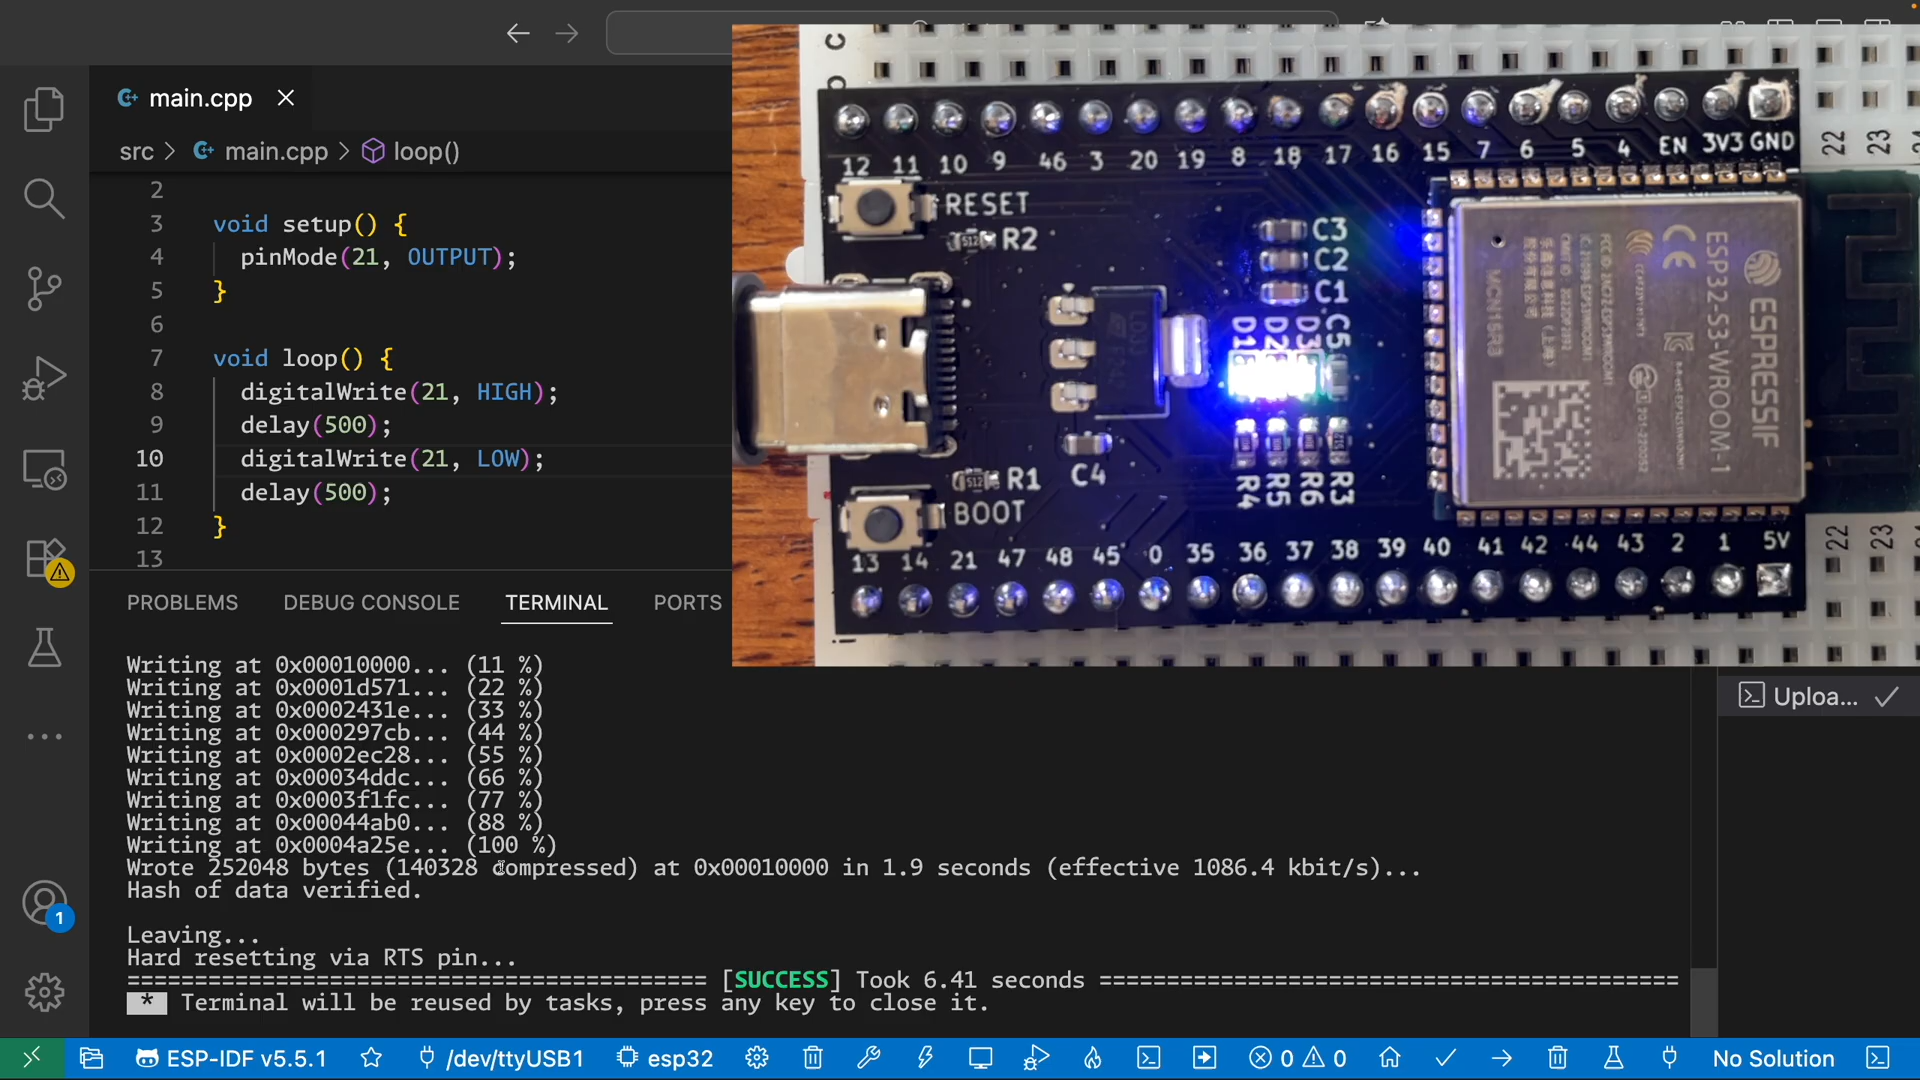 main.cpp
src > main.cpp > loop()
2
3 void setup() {
4 pinMode(21, OUTPUT);
5 }
6
7 void loop() {
8 digitalWrite(21, HIGH);
9 delay(500);
10 digitalWrite(21, LOW);
11 delay(500);
12 }
13
12 11 10 9 46 3 20 19 8 18 17 16 15 7 6 5 4 EN 3V3 GND
22 23
RESET
R2
C3
C2
C1
D1 D2 D3 C5
R4 R5 R6 R3
C4
R1
BOOT
ESPRESSIF
ESP32-S3-WROOM-1
CE
MCN16R8
13 14 21 47 48 45 0 35 36 37 38 39 40 41 42 44 43 2 1 5V
22 23
PROBLEMS DEBUG CONSOLE TERMINAL PORTS
Writing at 0x00010000... (11 %)
Writing at 0x0001d571... (22 %)
Writing at 0x0002431e... (33 %)
Writing at 0x000297cb... (44 %)
Writing at 0x0002ec28... (55 %)
Writing at 0x00034ddc... (66 %)
Writing at 0x0003f1fc... (77 %)
Writing at 0x00044ab0... (88 %)
Writing at 0x0004a25e... (100 %)
Wrote 252048 bytes (140328 compressed) at 0x00010000 in 1.9 seconds (effective 1086.4 kbit/s)...
Hash of data verified.
Leaving...
Hard resetting via RTS pin...
=========================================== [SUCCESS] Took 6.41 seconds ===========================================
* Terminal will be reused by tasks, press any key to close it.
Uploa...
1
ESP-IDF v5.5.1 /dev/ttyUSB1 esp32 0 0 No Solution